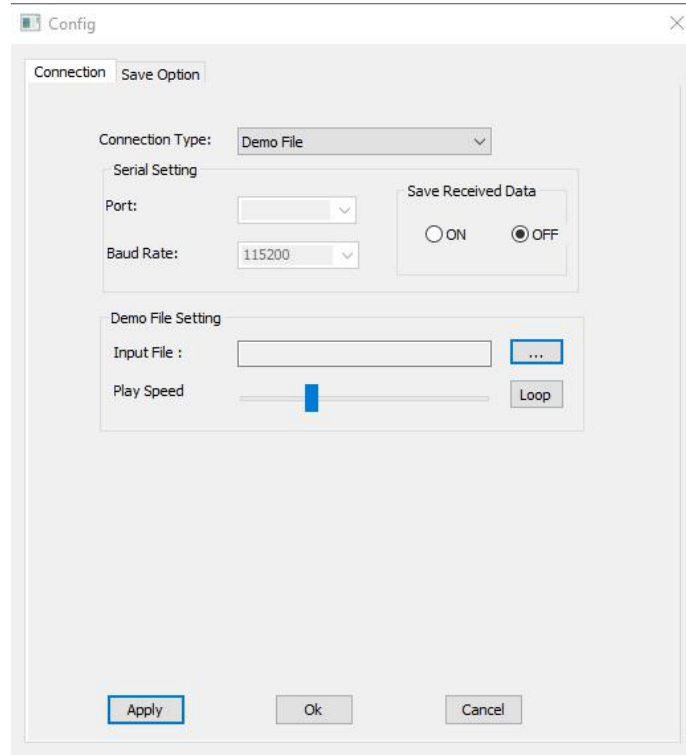 Config
Connection Save Option
Connection Type: Demo File
Serial Setting
Port:
Baud Rate: 115200
Save Received Data
ON OFF
Demo File Setting
Input File : ...
Play Speed Loop
Apply Ok Cancel